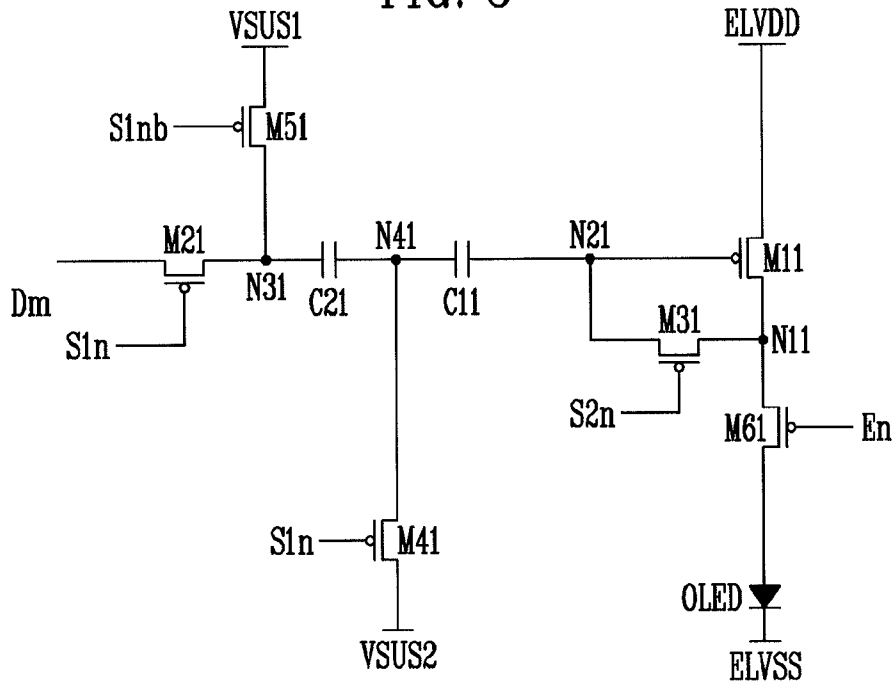 FIG.
VSUS1
ELVDD
S1nb
M51
M21
N41
N21
M11
N31
C21
C11
M31
N11
Dm
S1n
S2n
M61
En
S1n
M41
OLED
VSUS2
ELVSS